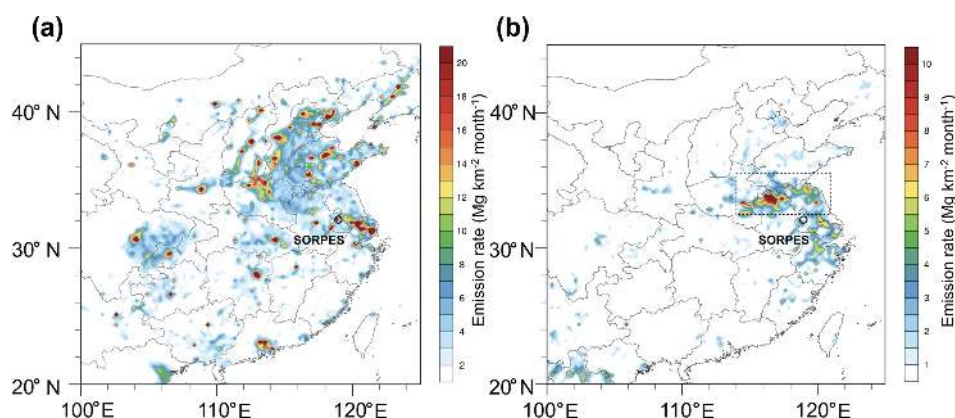 (a)
(b)
40° N
30° N
20° N
100°E
110°E
120°E
SORPES
20
18
16
14
12
10
8
6
4
2
Emission rate (Mg km⁻² month⁻¹)
40° N
30° N
20° N
100°E
110°E
120°E
SORPES
10
9
8
7
6
5
4
3
2
1
Emission rate (Mg km⁻² month⁻¹)